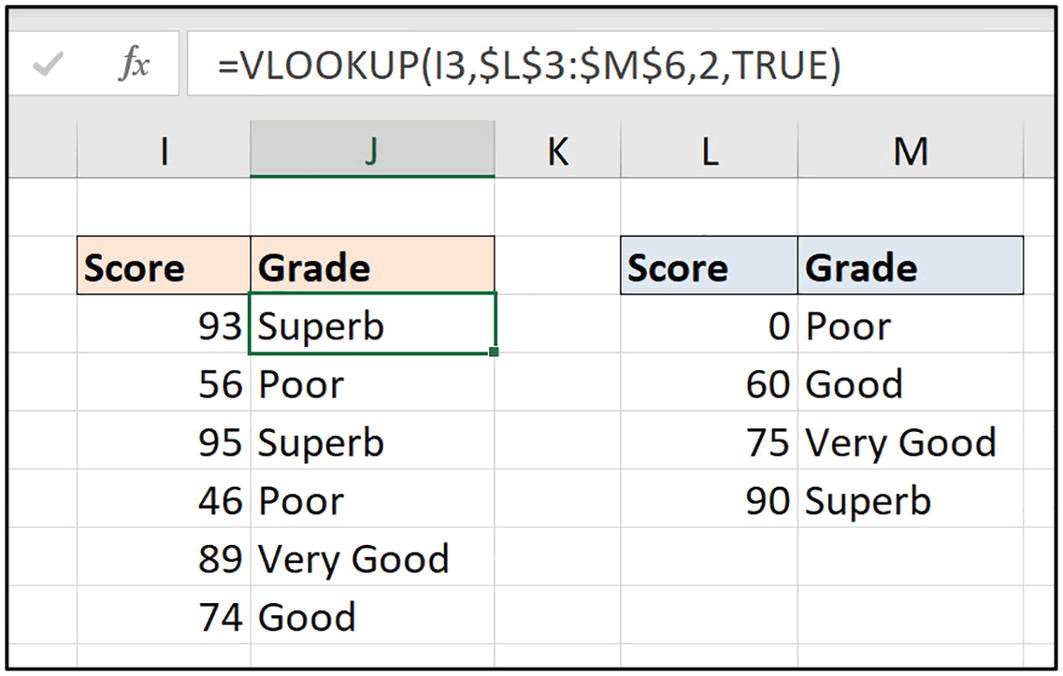 fx =VLOOKUP(I3,$L$3:$M$6,2,TRUE)
I J K L M
Score Grade Score Grade
93 Superb 0 Poor
56 Poor 60 Good
95 Superb 75 Very Good
46 Poor 90 Superb
89 Very Good
74 Good